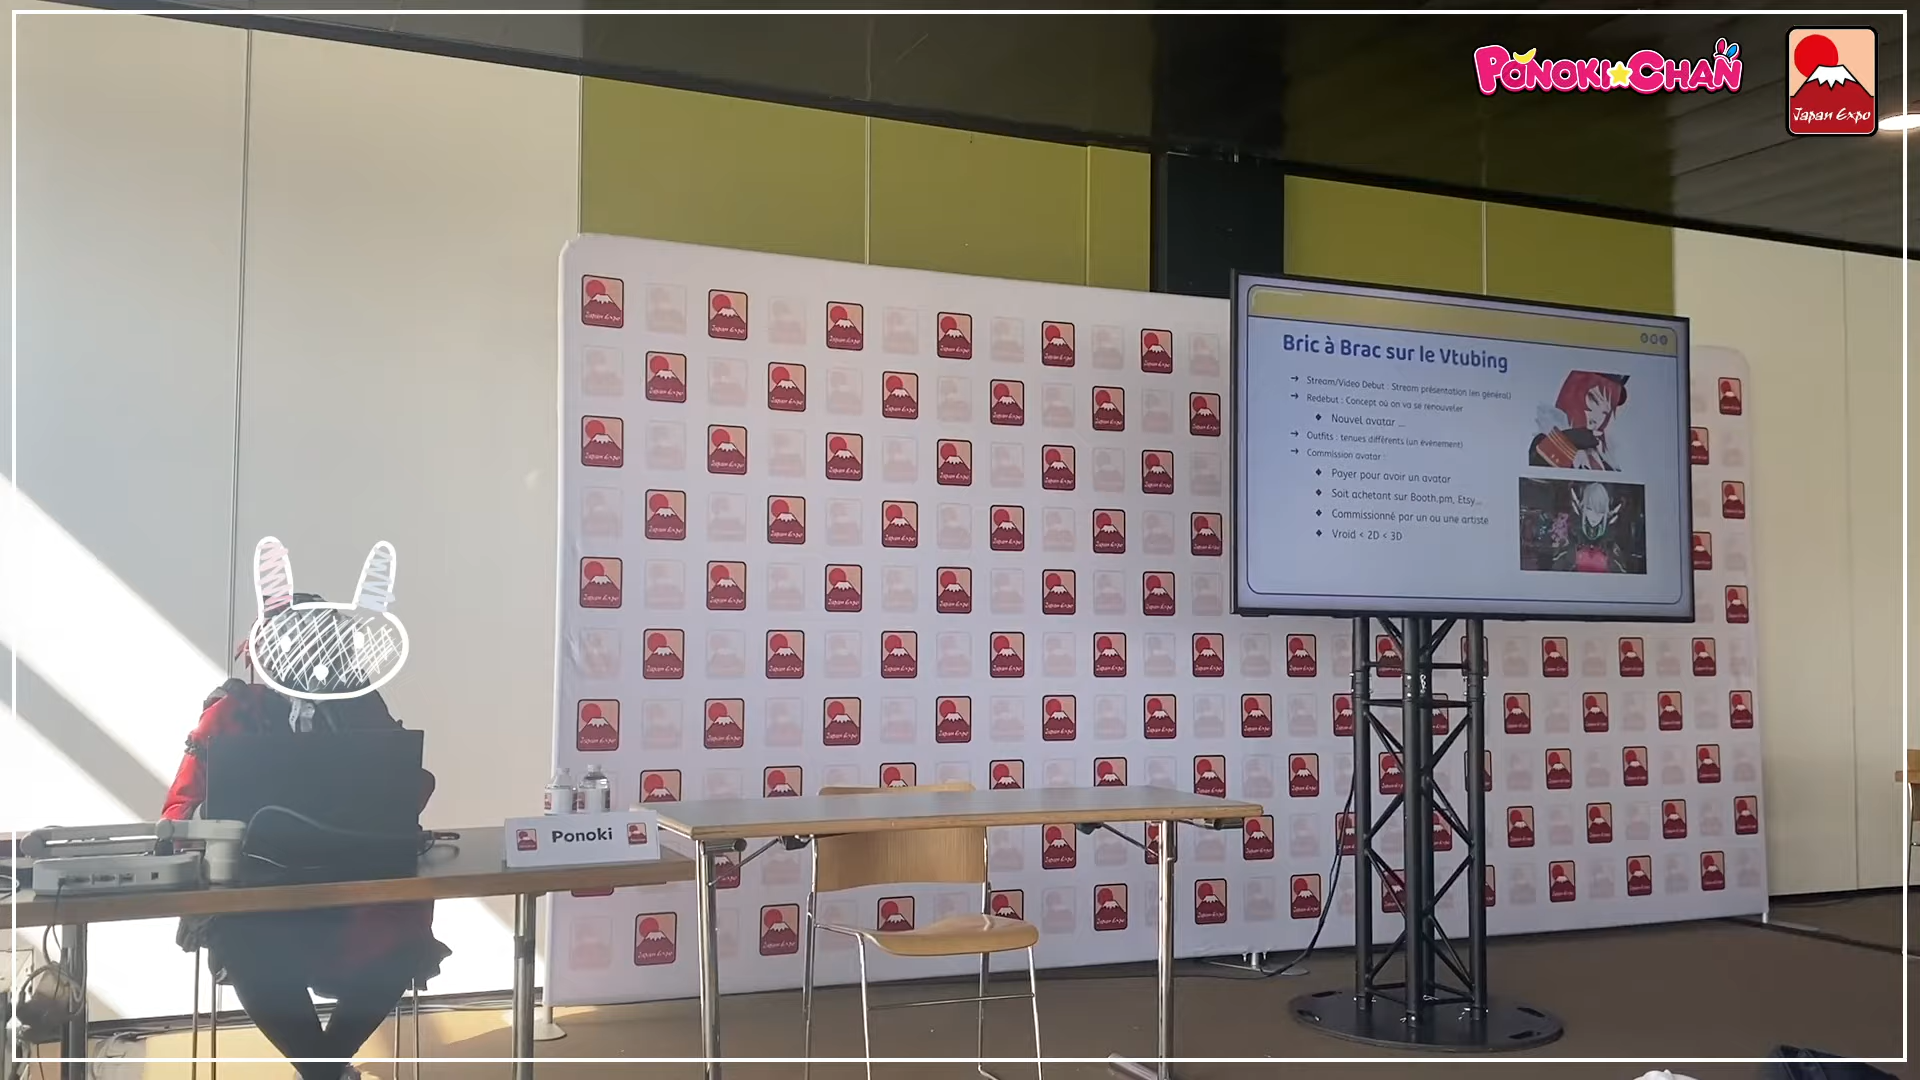 PONOKI CHAN
Japan Expo
Bric à Brac sur le Vtubing
→ Stream/Video Debut : Stream présentation (en général)
→ Redebut : Concept où on va se renouveler
❖ Nouvel avatar ...
→ Outfits : tenues différents (un événement)
→ Commission avatar :
❖ Payer pour avoir un avatar
❖ Soit achetant sur Booth.pm, Etsy...
❖ Commissionné par un ou une artiste
❖ Vroid < 2D < 3D
Ponoki